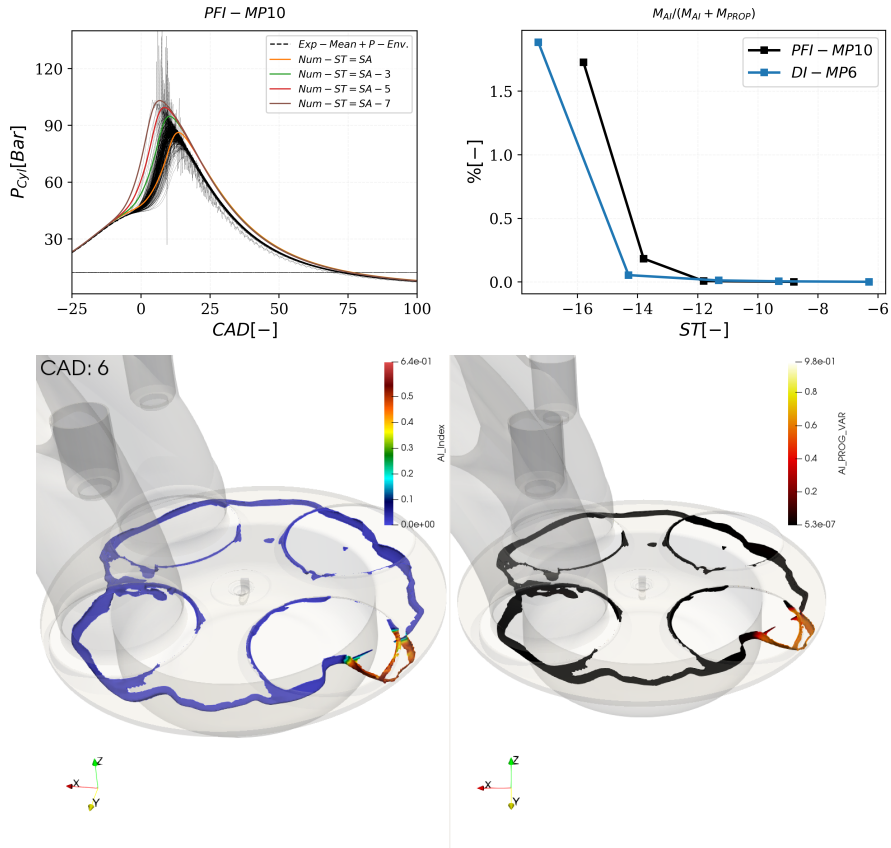 PFI−MP10
P_Cyl[Bar]
120
90
60
30
−25
0
25
50
75
100
CAD[−]
Exp−Mean+P−Env.
Num−ST=SA
Num−ST=SA−3
Num−ST=SA−5
Num−ST=SA−7
M_AI/(M_AI+M_PROP)
%[−]
1.5
1.0
0.5
0.0
−16
−14
−12
−10
−8
−6
ST[−]
PFI−MP10
DI−MP6
CAD: 6
6.4e-01
0.5
0.4
0.3
0.2
0.1
0.0e+00
AI_Index
X
Y
Z
9.8e-01
0.8
0.6
0.4
0.2
5.3e-07
AI_PROG_VAR
X
Y
Z